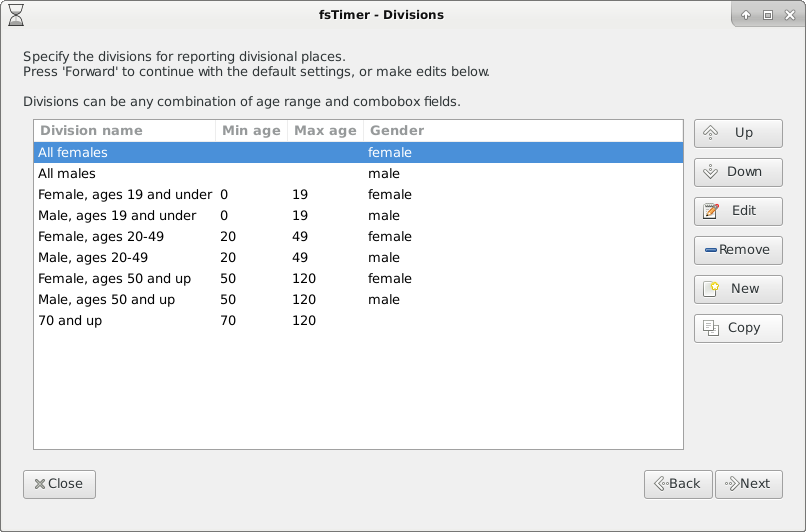 fsTimer - Divisions
Specify the divisions for reporting divisional places.
Press 'Forward' to continue with the default settings, or make edits below.
Divisions can be any combination of age range and combobox fields.
Division name Min age Max age Gender
All females female
All males male
Female, ages 19 and under 0 19 female
Male, ages 19 and under 0 19 male
Female, ages 20-49 20 49 female
Male, ages 20-49 20 49 male
Female, ages 50 and up 50 120 female
Male, ages 50 and up 50 120 male
70 and up 70 120
Up
Down
Edit
Remove
New
Copy
Close Back Next